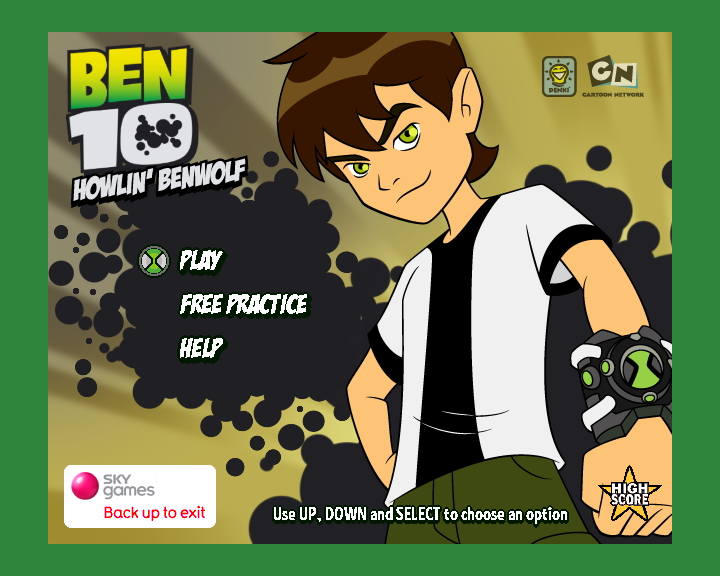 BEN
10
HOWLIN' BENWOLF
DENKI
CN
CARTOON NETWORK
PLAY
FREE PRACTICE
HELP
SKY
games
Back up to exit
Use UP, DOWN and SELECT to choose an option
HIGH
SCORE